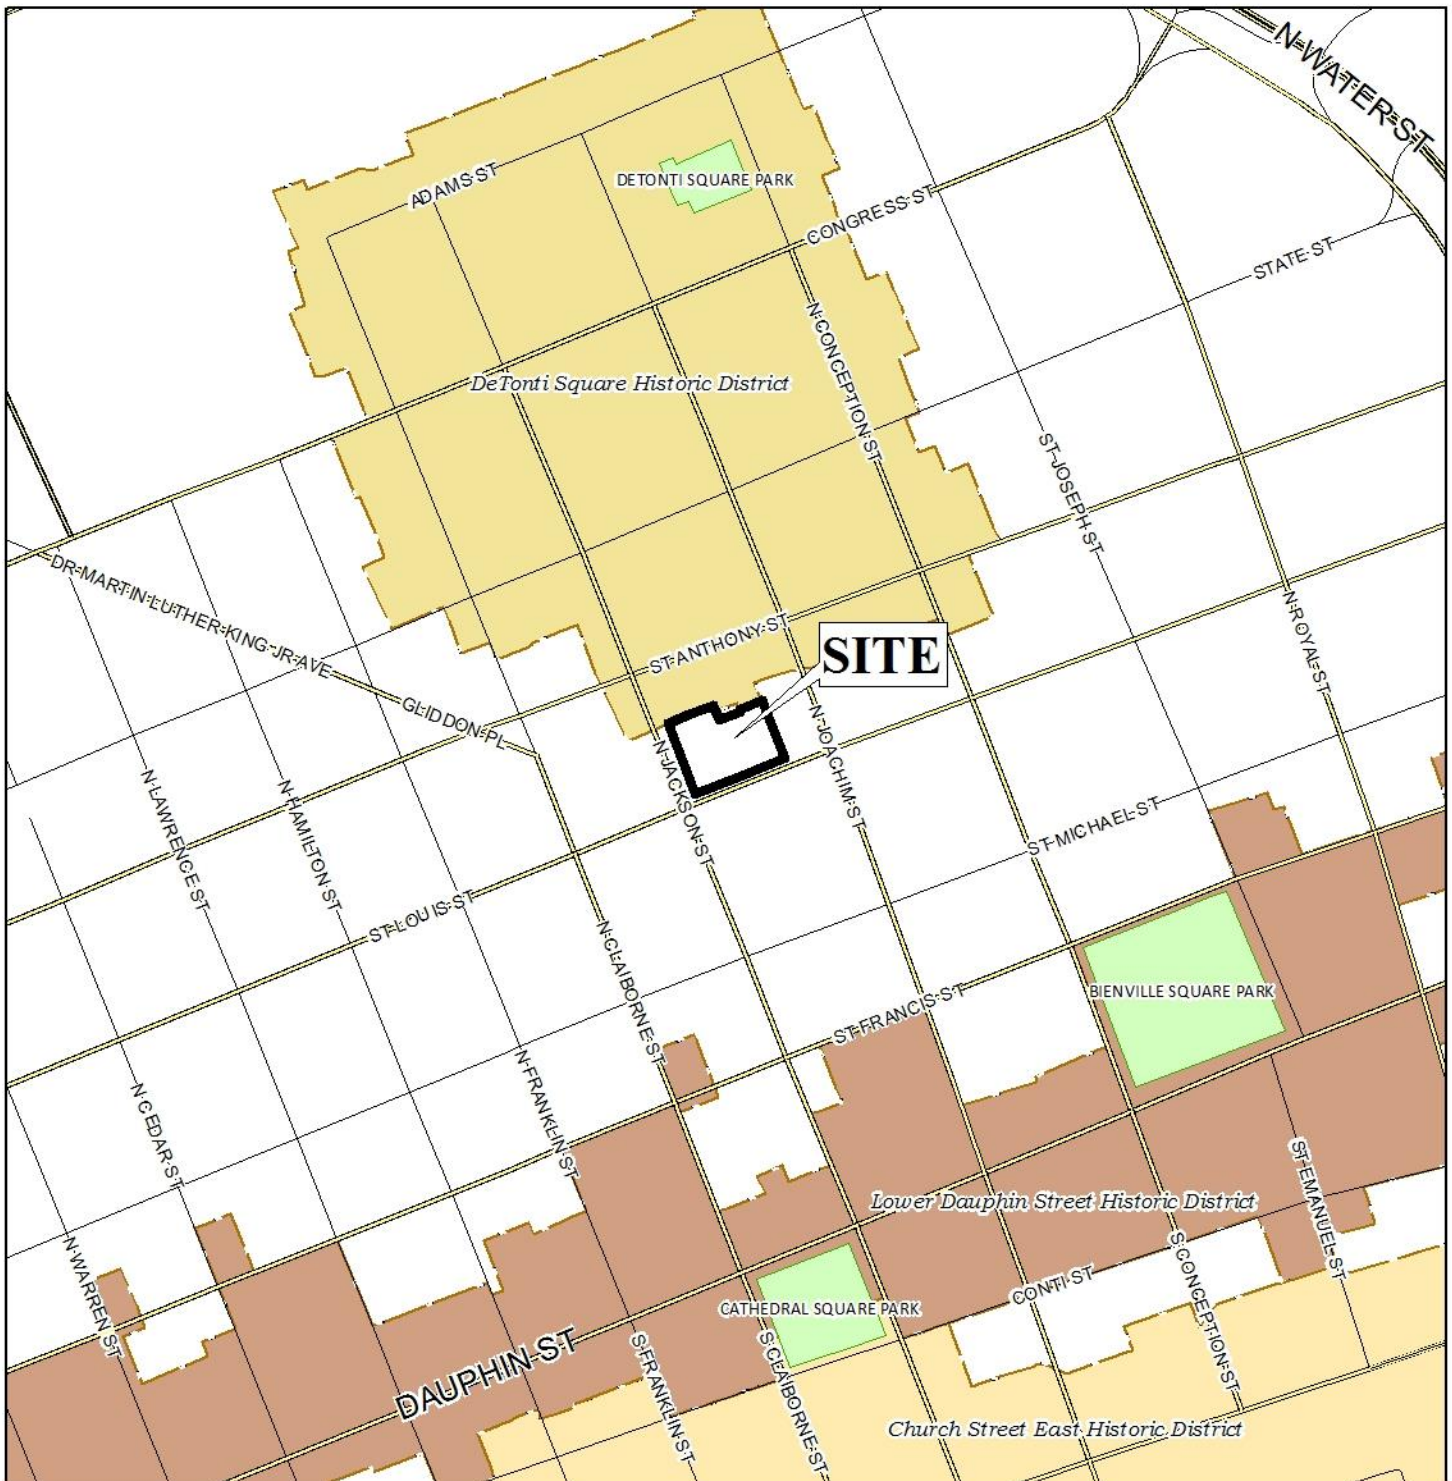 N WATER ST
ADAMS ST
DETONTI SQUARE PARK
CONGRESS ST
STATE ST
N CONCEPTION ST
DeTonti Square Historic District
ST JOSEPH ST
DR MARTIN LUTHER KING JR AVE
N ROYAL ST
ST ANTHONY ST
SITE
GLIDDON PL
N JACKSON ST
N JOACHIM ST
N LAWRENCE ST
N HAMILTON ST
ST MICHAEL ST
ST LOUIS ST
N CLAIBORNE ST
BIENVILLE SQUARE PARK
ST FRANCIS ST
N FRANKLIN ST
N CEDAR ST
ST EMANUEL ST
Lower Dauphin Street Historic District
N WARREN ST
S CONCEPTION ST
CONTI ST
CATHEDRAL SQUARE PARK
DAUPHIN ST
S FRANKLIN ST
S CLAIBORNE ST
Church Street East Historic District